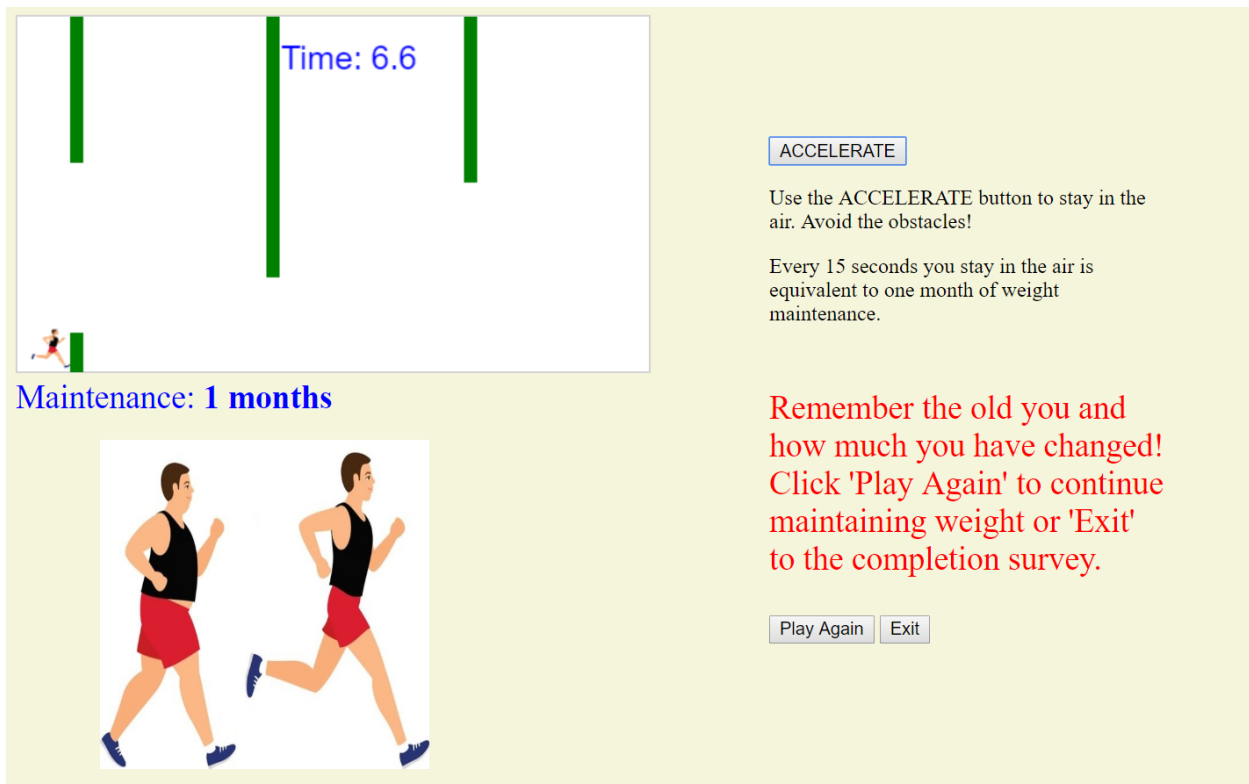 Time: 6.6
Maintenance: 1 months
ACCELERATE
Use the ACCELERATE button to stay in the
air. Avoid the obstacles!
Every 15 seconds you stay in the air is
equivalent to one month of weight
maintenance.
Remember the old you and
how much you have changed!
Click 'Play Again' to continue
maintaining weight or 'Exit'
to the completion survey.
Play Again Exit